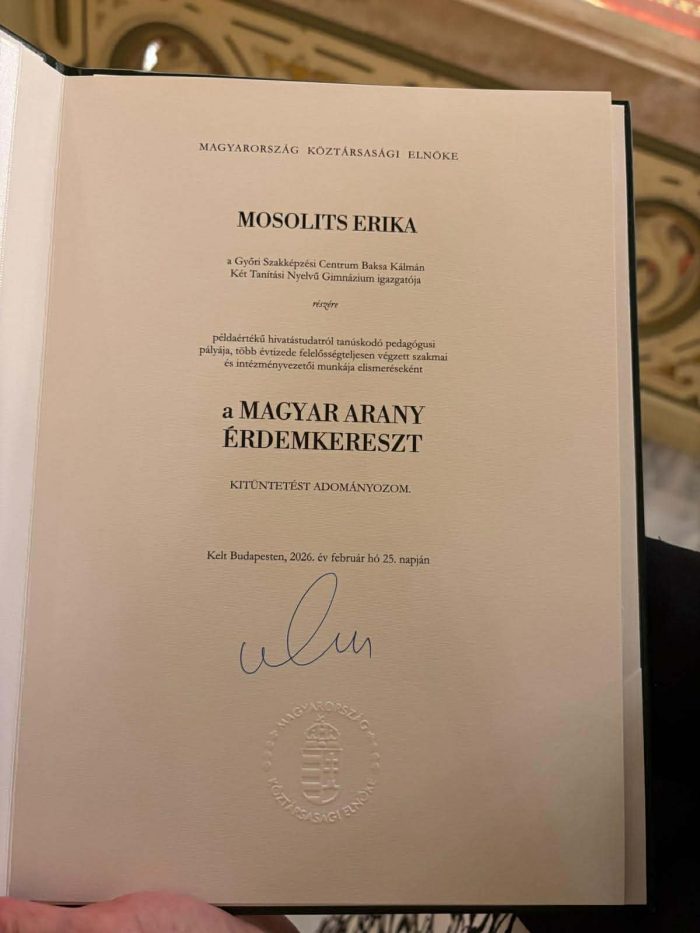 MAGYARORSZÁG KÖZTÁRSASÁGI ELNÖKE
MOSOLITS ERIKA
a Győri Szakképzési Centrum Baksa Kálmán
Két Tanítási Nyelvű Gimnázium igazgatója
részére
példaértékű hivatástudatról tanúskodó pedagógusi
pályája, több évtizede felelősségteljesen végzett szakmai
és intézményvezetői munkája elismeréseként
a MAGYAR ARANY
ÉRDEMKERESZT
KITÜNTETÉST ADOMÁNYOZOM.
Kelt Budapesten, 2026. év február hó 25. napján
MAGYARORSZÁG
KÖZTÁRSASÁGI ELNÖKE